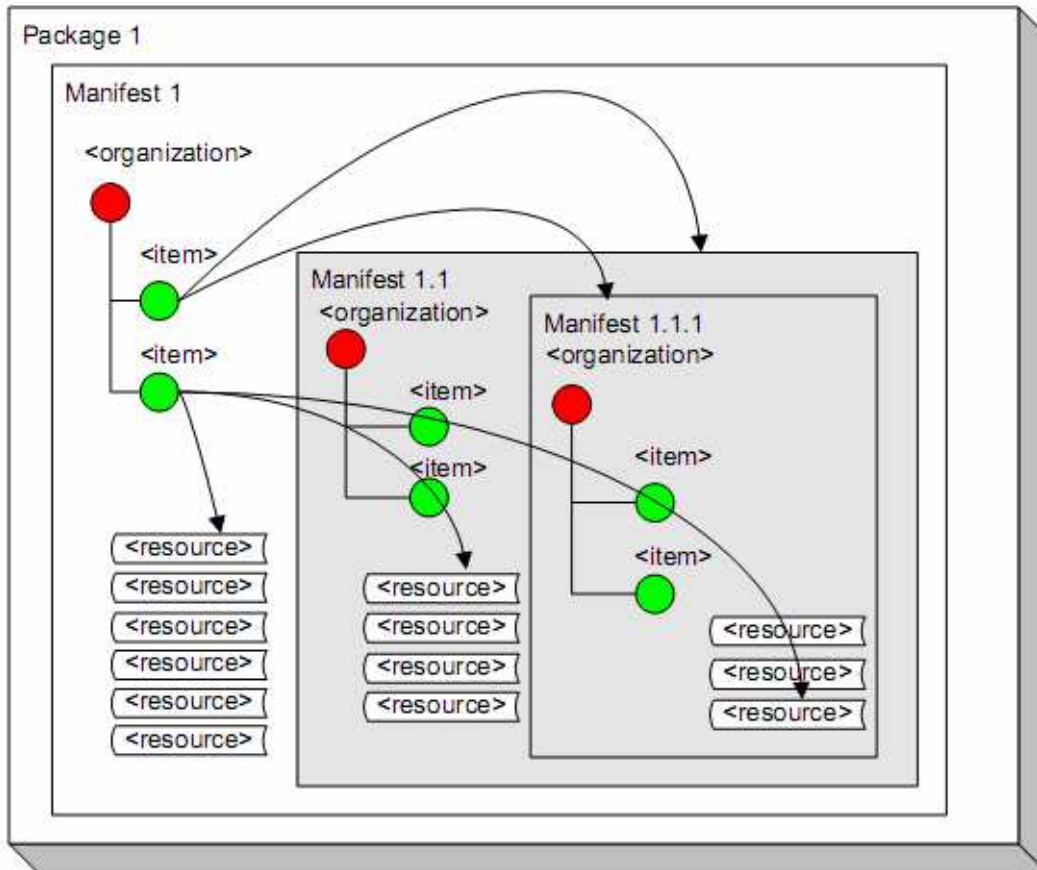 Package 1
Manifest 1
<organization>
<item>
<item>
<resource>
<resource>
<resource>
<resource>
<resource>
<resource>
Manifest 1.1
<organization>
<item>
<item>
<resource>
<resource>
<resource>
<resource>
Manifest 1.1.1
<organization>
<item>
<item>
<resource>
<resource>
<resource>